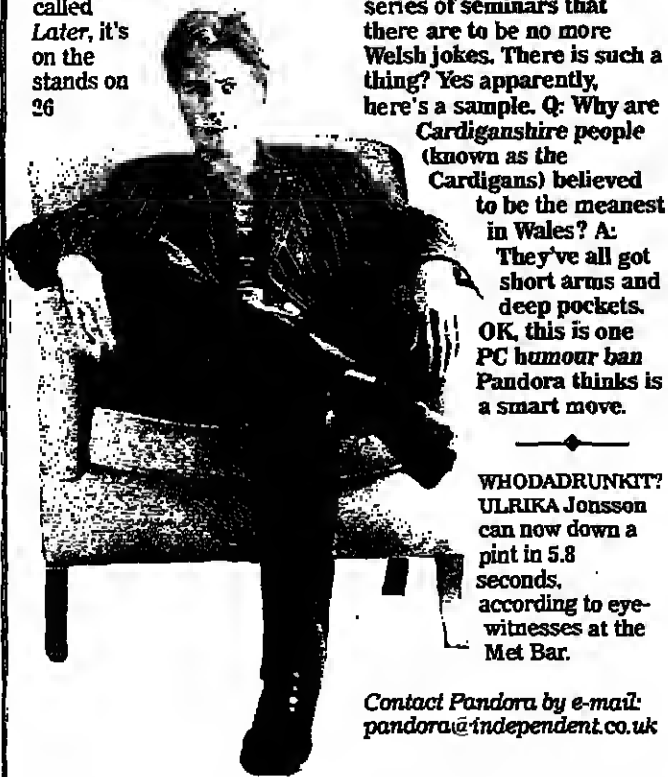 called
Later, it's
on the
stands on
26
series of seminars that
there are to be no more
Welsh jokes. There is such a
thing? Yes apparently,
here's a sample. Q: Why are
Cardiganshire people
(known as the
Cardigans) believed
to be the meanest
in Wales? A:
They've all got
short arms and
deep pockets.
OK, this is one
PC humour ban
Pandora thinks is
a smart move.
WHODADRUNKIT?
ULRIKA Jonsson
can now down a
pint in 5.8
seconds,
according to eye-
witnesses at the
Met Bar.
Contact Pandora by e-mail:
pandora@independent.co.uk